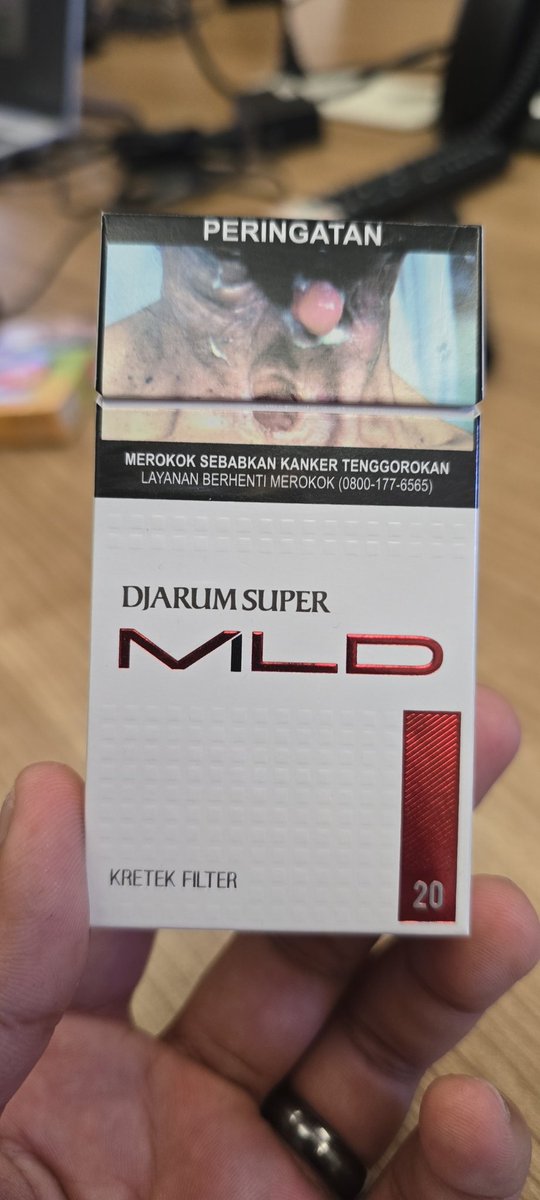 PERINGATAN
MEROKOK SEBABKAN KANKER TENGGOROKAN
LAYANAN BERHENTI MEROKOK (0800-177-6565)
DJARUM SUPER
MLD
KRETEK FILTER
20